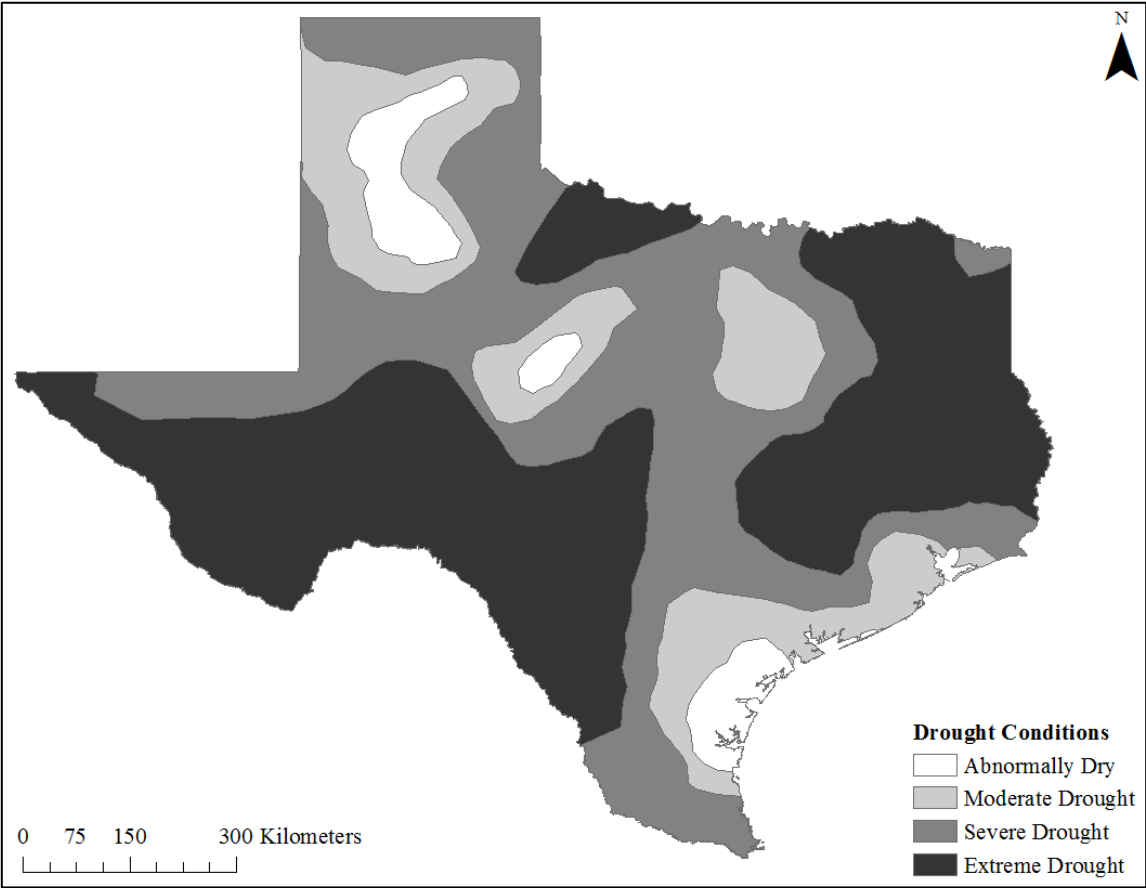 N
Drought Conditions
Abnormally Dry
Moderate Drought
Severe Drought
Extreme Drought
0 75 150 300 Kilometers